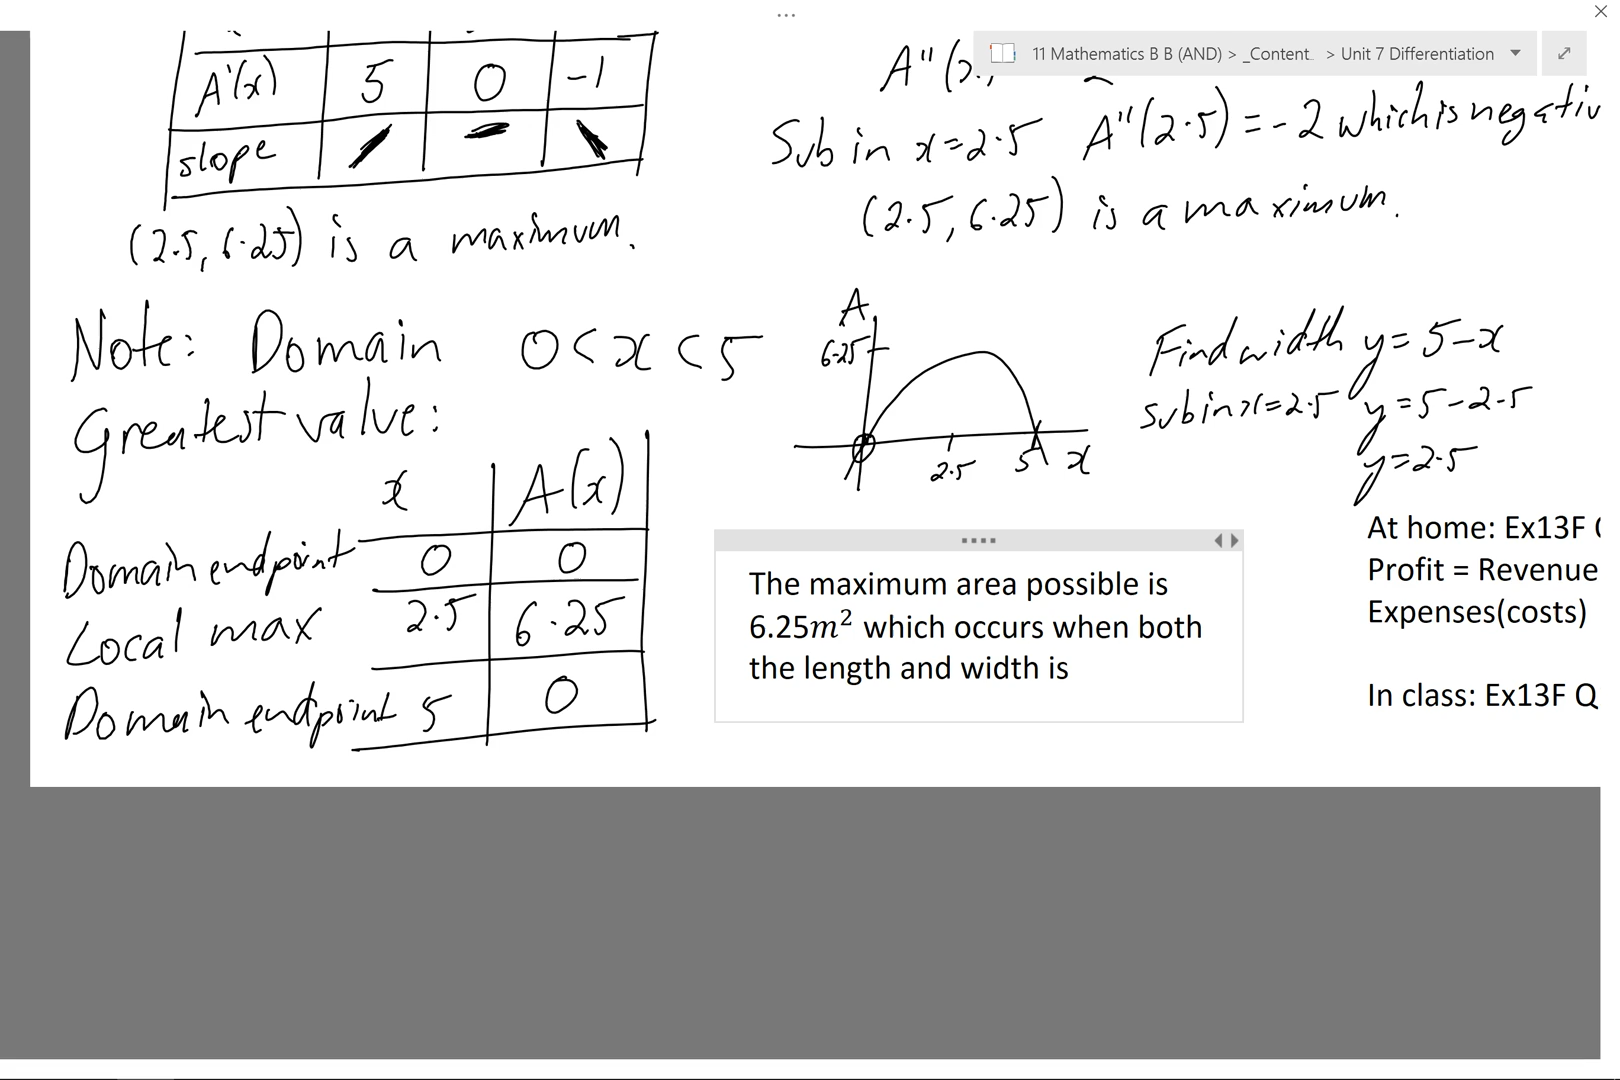 11 Mathematics B B (AND) > _Content. > Unit 7 Differentiation
A'(x) 5 0 -1
slope
(2.5, 6.25) is a maximum.
A''(
Sub in x=2.5 A''(2.5) = -2 which is negativ
(2.5, 6.25) is a maximum.
Note: Domain 0 < x < 5
Greatest value:
x A(x)
Domain endpoint 0 0
Local max 2.5 6.25
Domain endpoint 5 0
A
6.25
2.5 5 x
Find width y = 5-x
sub in x=2.5 y = 5-2.5
y = 2.5
The maximum area possible is
6.25m² which occurs when both
the length and width is
At home: Ex13F
Profit = Revenue
Expenses(costs)
In class: Ex13F Q